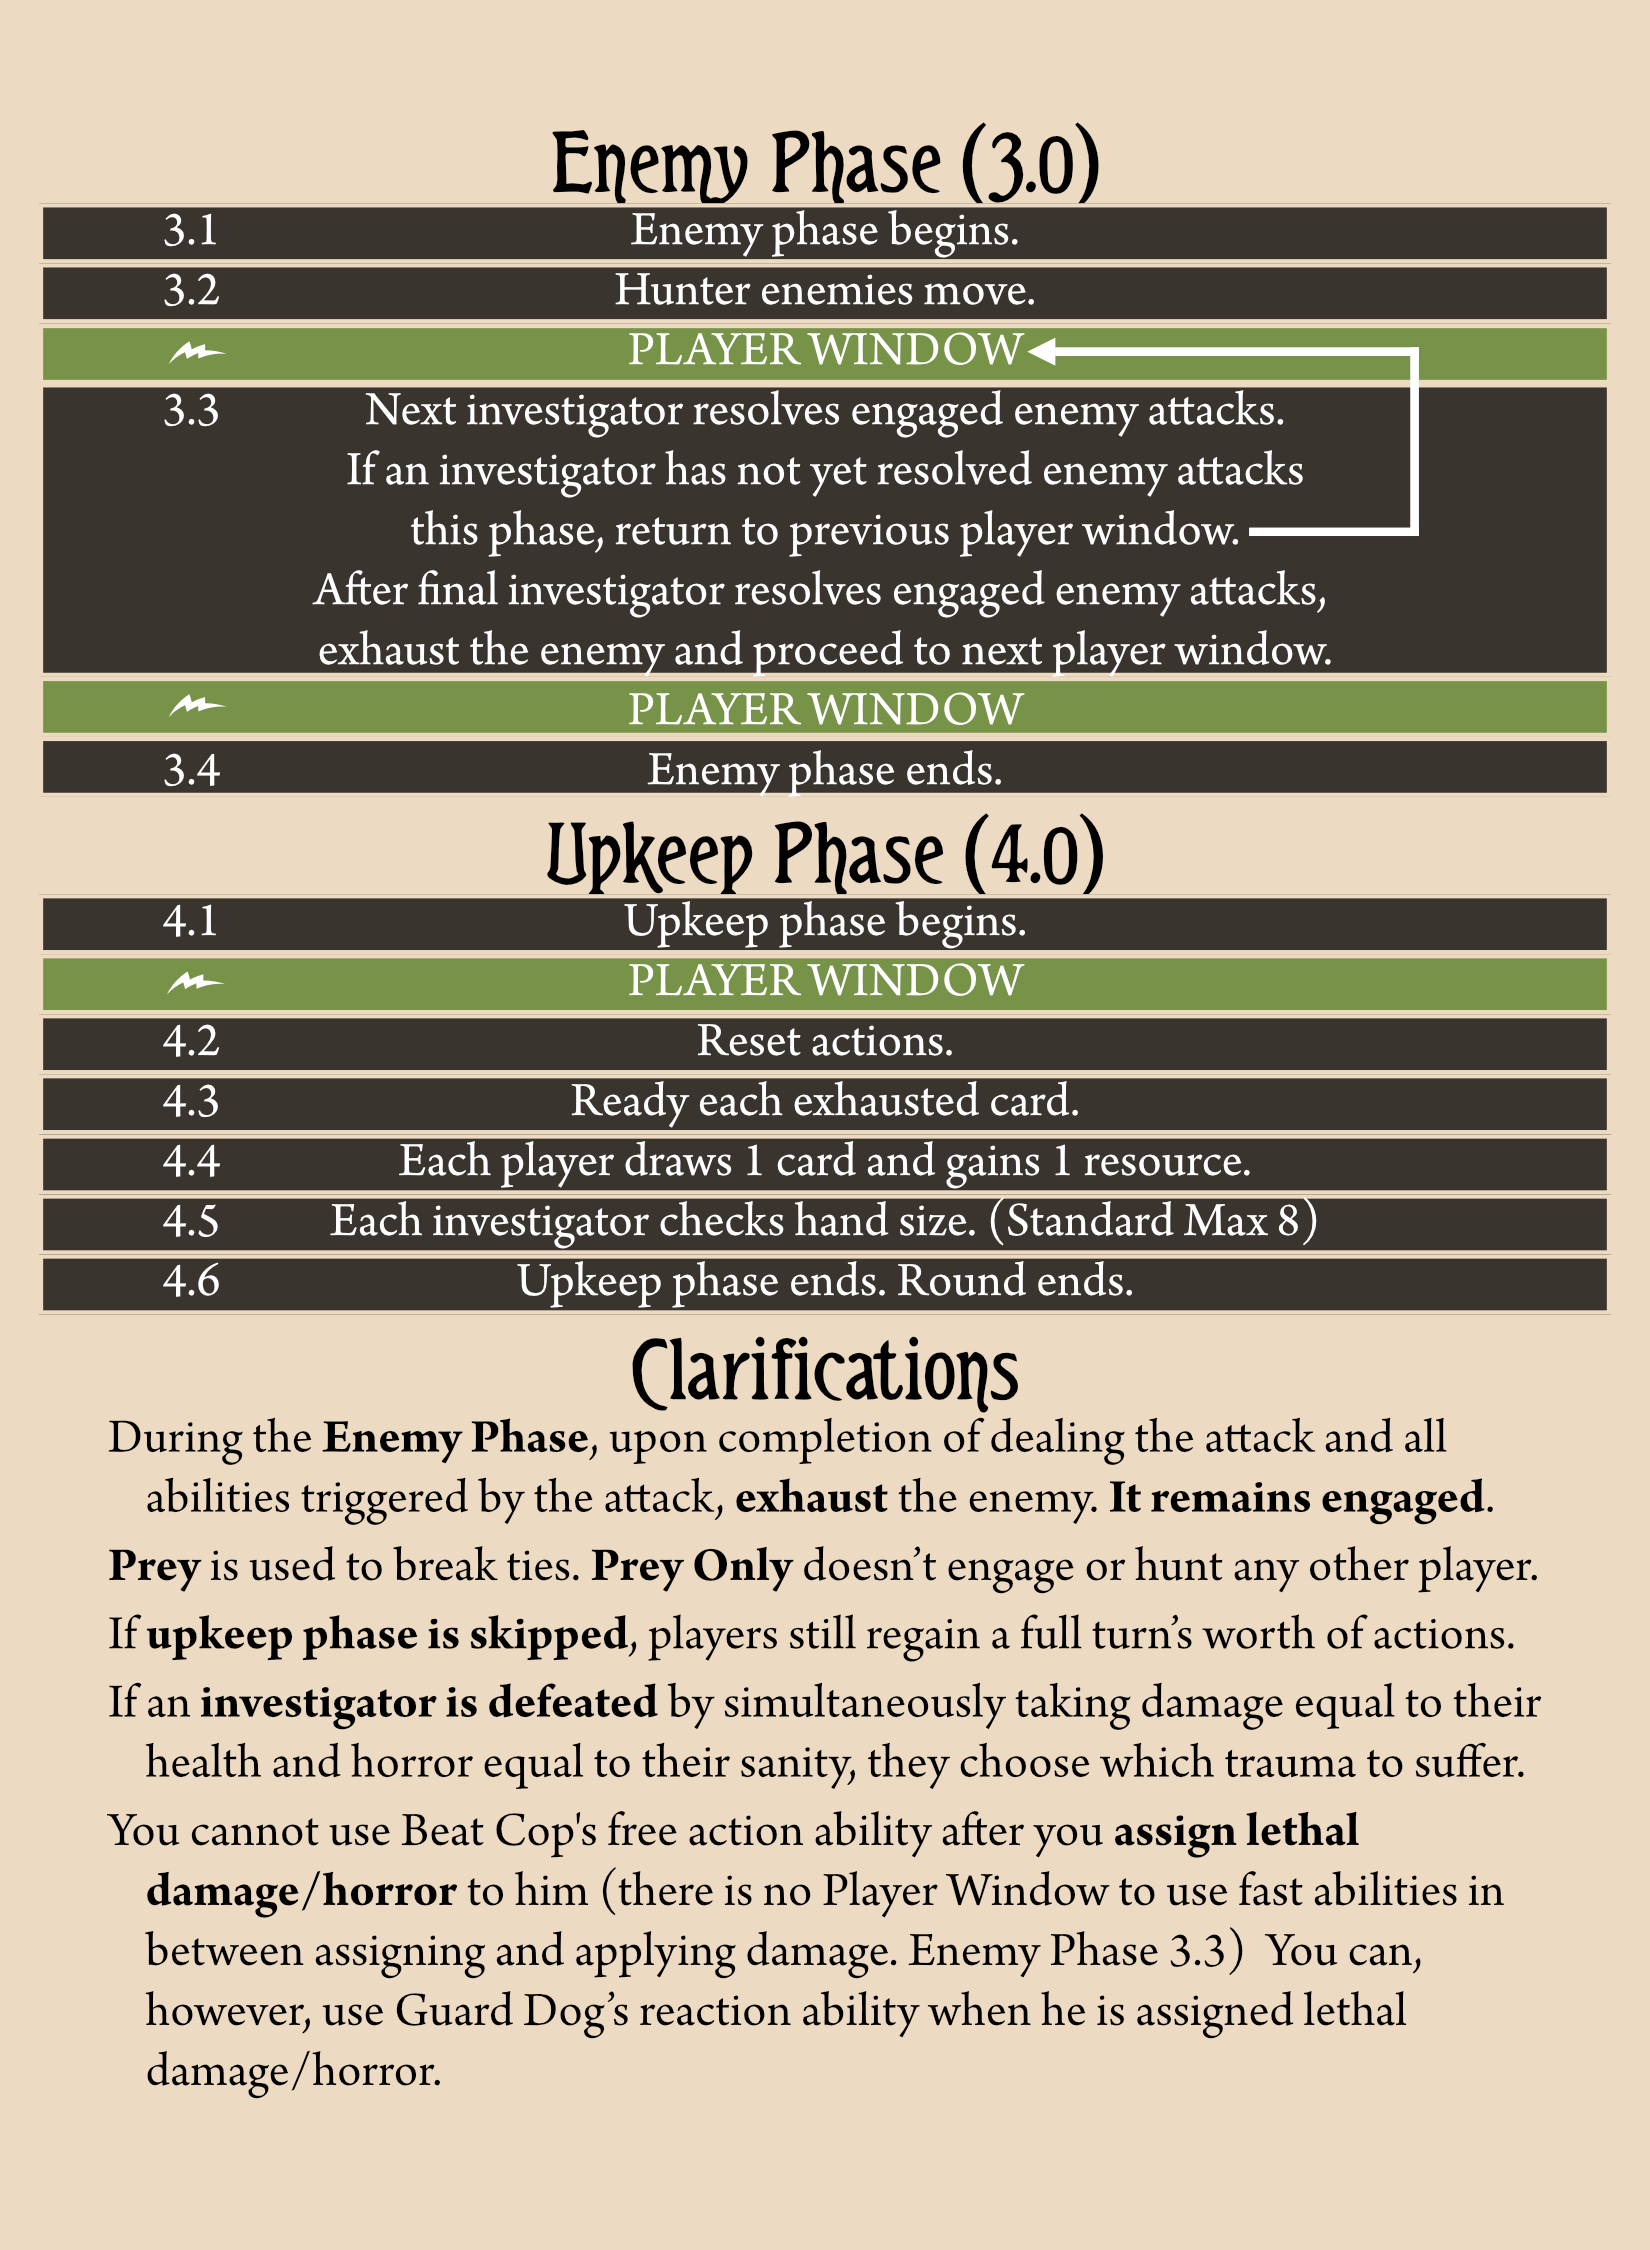 Enemy Phase (3.0)
3.1 Enemy phase begins.
3.2 Hunter enemies move.
PLAYER WINDOW
3.3 Next investigator resolves engaged enemy attacks.
If an investigator has not yet resolved enemy attacks
this phase, return to previous player window.
After final investigator resolves engaged enemy attacks,
exhaust the enemy and proceed to next player window.
PLAYER WINDOW
3.4 Enemy phase ends.
Upkeep Phase (4.0)
4.1 Upkeep phase begins.
PLAYER WINDOW
4.2 Reset actions.
4.3 Ready each exhausted card.
4.4 Each player draws 1 card and gains 1 resource.
4.5 Each investigator checks hand size. (Standard Max 8)
4.6 Upkeep phase ends. Round ends.
Clarifications
During the Enemy Phase, upon completion of dealing the attack and all
abilities triggered by the attack, exhaust the enemy. It remains engaged.
Prey is used to break ties. Prey Only doesn’t engage or hunt any other player.
If upkeep phase is skipped, players still regain a full turn’s worth of actions.
If an investigator is defeated by simultaneously taking damage equal to their
health and horror equal to their sanity, they choose which trauma to suffer.
You cannot use Beat Cop's free action ability after you assign lethal
damage/horror to him (there is no Player Window to use fast abilities in
between assigning and applying damage. Enemy Phase 3.3)  You can,
however, use Guard Dog’s reaction ability when he is assigned lethal
damage/horror.